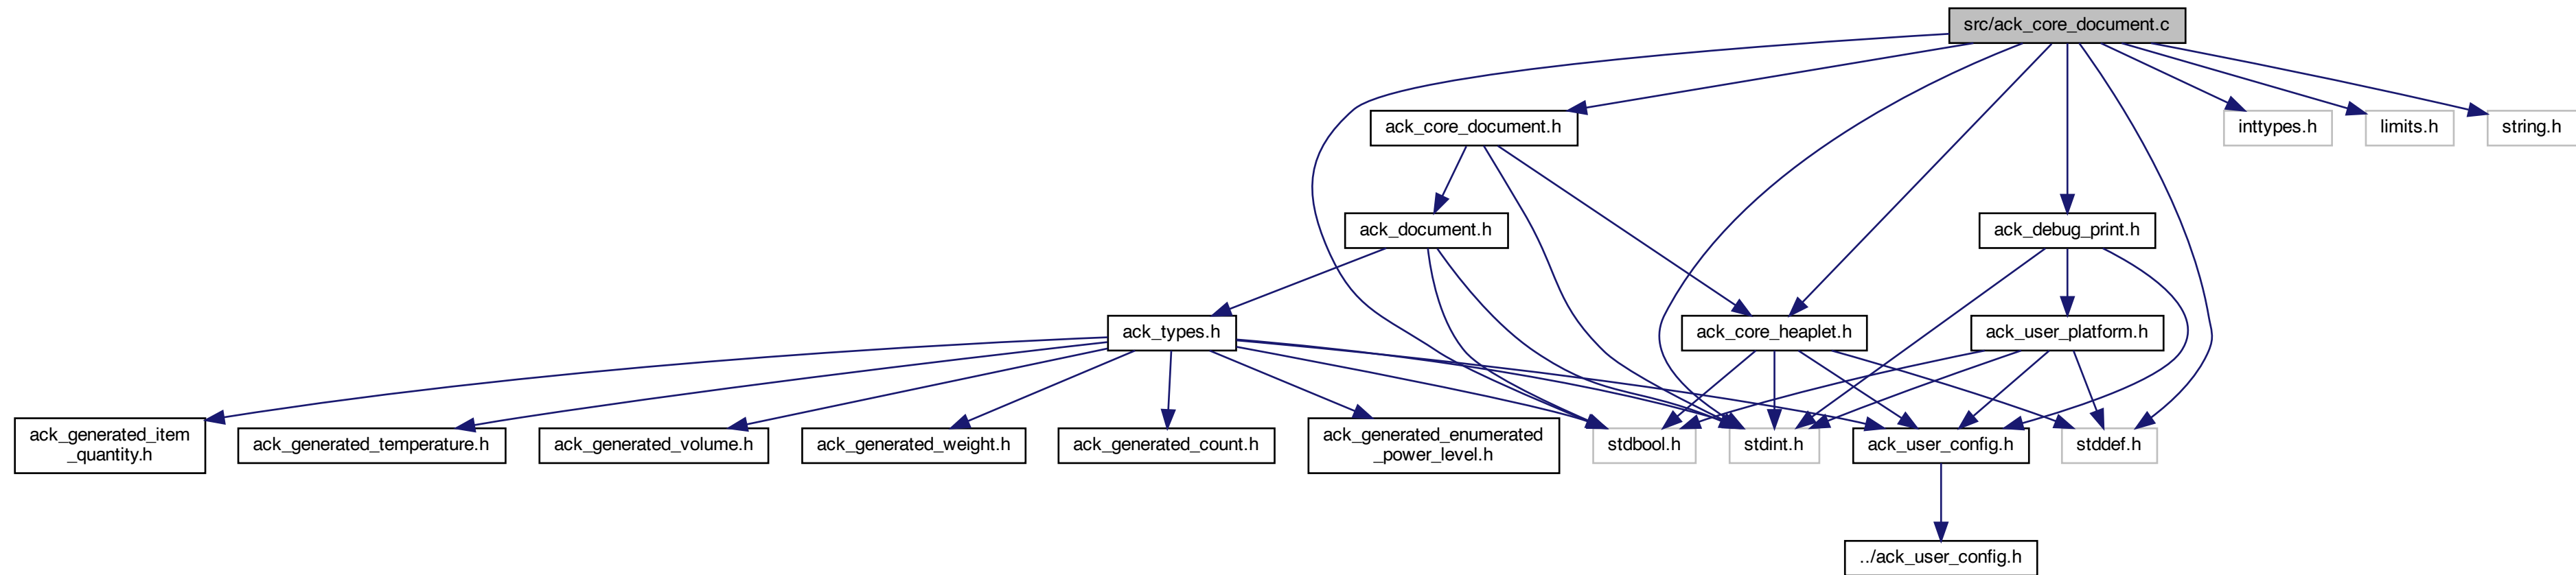 src/ack_core_document.c
ack_core_document.h
inttypes.h
limits.h
string.h
ack_document.h
ack_debug_print.h
ack_types.h
ack_core_heaplet.h
ack_user_platform.h
ack_generated_item
_quantity.h
ack_generated_temperature.h
ack_generated_volume.h
ack_generated_weight.h
ack_generated_count.h
ack_generated_enumerated
_power_level.h
stdbool.h
stdint.h
ack_user_config.h
stddef.h
../ack_user_config.h